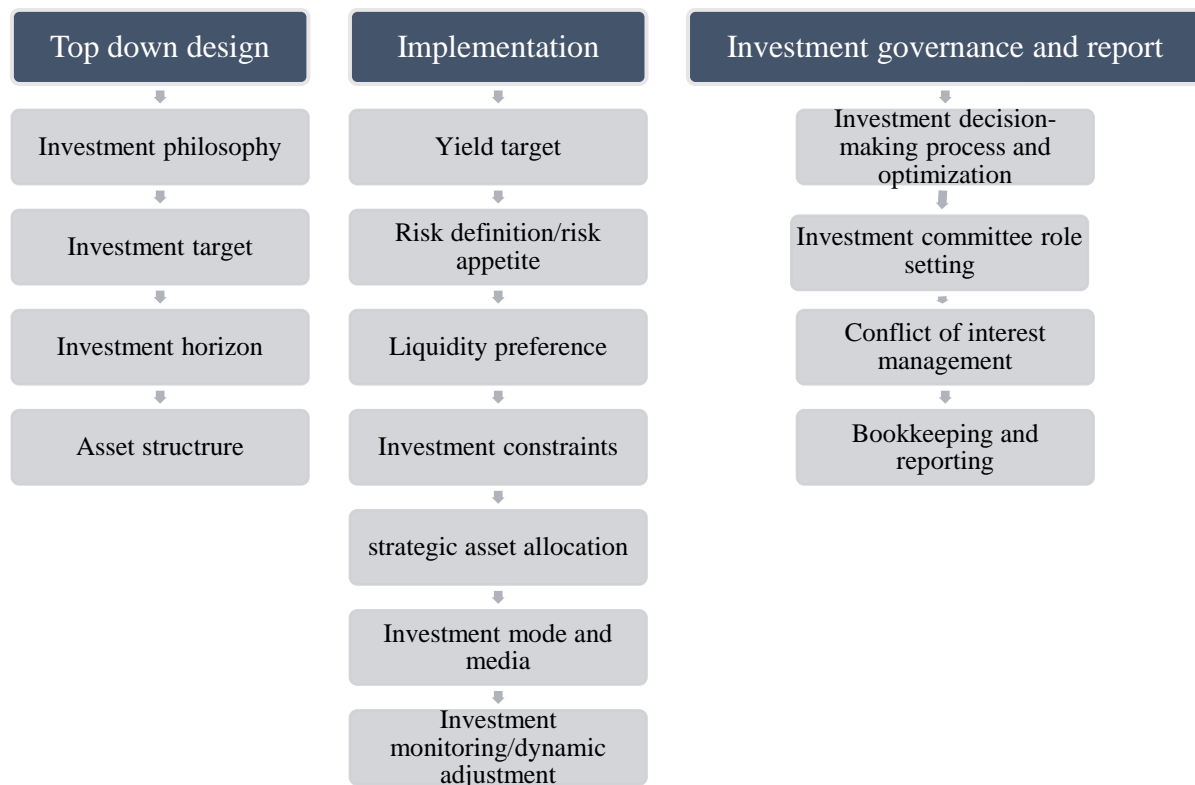 Top down design
Investment philosophy
Investment target
Investment horizon
Asset structrure
Implementation
Yield target
Risk definition/risk
appetite
Liquidity preference
Investment constraints
strategic asset allocation
Investment mode and
media
Investment
monitoring/dynamic
adjustment
Investment governance and report
Investment decision-
making process and
optimization
Investment committee role
setting
Conflict of interest
management
Bookkeeping and
reporting